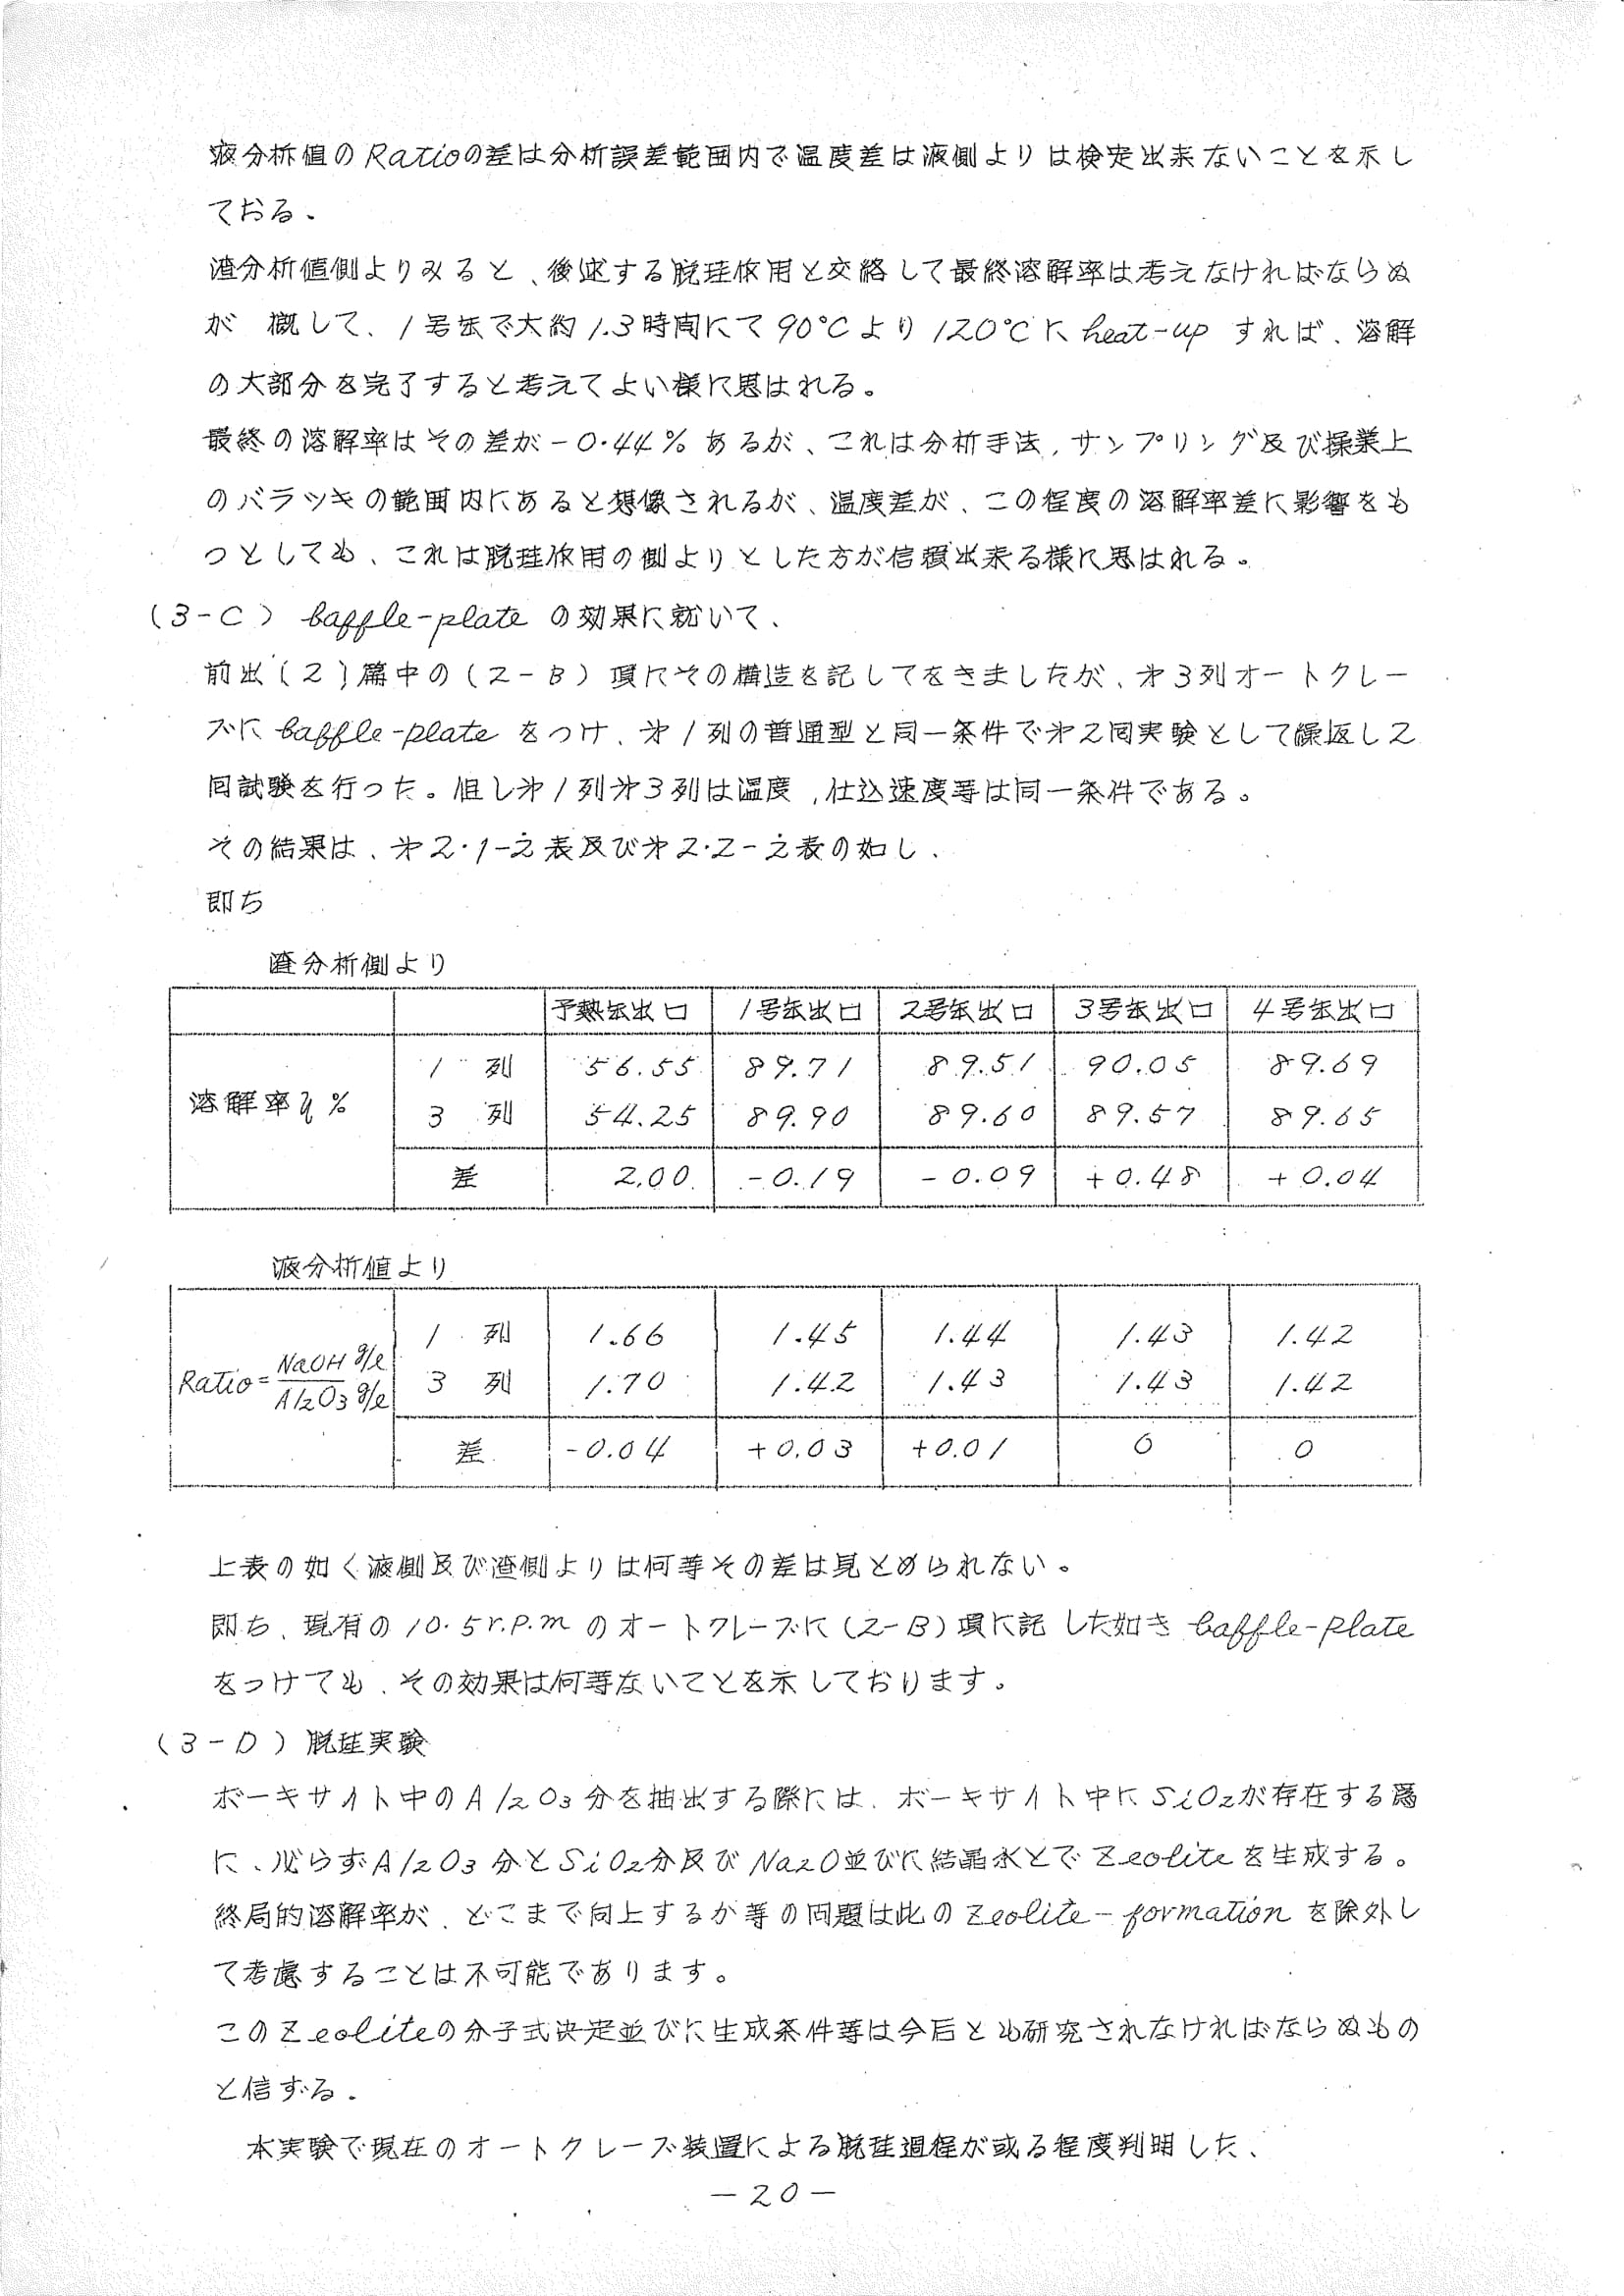 液分析値のRatioの差は分析誤差範囲内で温度差は液側よりは検定出来ないことを示し
ておる.
渣分析値側よりみると、後述する脱珪作用と交絡して最終溶解率は考えなければならぬ
が 概して、1号缶で大約1.3時間にて90°Cより120°Cにheat-upすれば、溶解
の大部分を完了すると考えてよい様に思はれる。
最終の溶解率はその差が-0.44%あるが、これは分析手法,サンプリング及び操業上
のバラツキの範囲内にあると想像されるが、温度差が、この程度の溶解率差に影響をも
つとしても、これは脱珪作用の側よりとした方が信頼出来る様に思はれる。
(3-C) baffle-plateの効果に就いて、
前出(2)篇中の(2-B)項にその構造を記してをきましたが、才3列オートクレー
ブにbaffle-plateをつけ、才1列の普通型と同一条件で才2回実験として繰返し2
回試験を行った。但し才1列才3列は温度,仕込速度等は同一条件である。
その結果は、才2・1-2表及び才2・2-2表の如し.
即ち
渣分析側より
予熱缶出口 1号缶出口 2号缶出口 3号缶出口 4号缶出口
溶解率η% 1列 56.55 89.71 89.51 90.05 89.69
3列 54.25 89.90 89.60 89.57 89.65
差 2.00 -0.19 -0.09 +0.48 +0.04
液分析値より
Ratio=NaOH g/l / Al2O3 g/l 1列 1.66 1.45 1.44 1.43 1.42
3列 1.70 1.42 1.43 1.43 1.42
差 -0.04 +0.03 +0.01 0 0
上表の如く液側及び渣側よりは何等その差は見とめられない。
即ち、現有の10.5r.p.mのオートクレーブに(2-B)項に記した如きbaffle-plate
をつけても、その効果は何等ないことを示しております。
(3-D) 脱珪実験
ボーキサイト中のAl2O3分を抽出する際には、ボーキサイト中にSiO2が存在する為
に、必らずAl2O3分とSiO2分及びNa2O並びに結晶水とでZeoliteを生成する。
終局的溶解率が、どこまで向上するか等の問題は此のZeolite-formationを除外し
て考慮することは不可能であります。
このZeoliteの分子式決定並びに生成条件等は今后とも研究されなければならぬもの
と信ずる.
本実験で現在のオートクレーブ装置による脱珪過程が或る程度判明した、
-20-